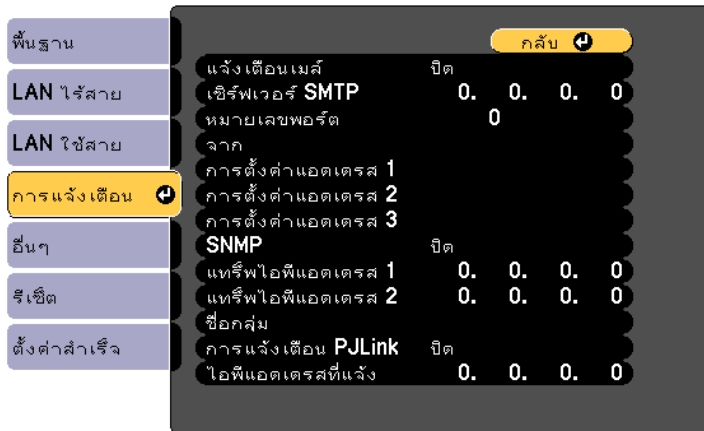 พื้นฐาน
LAN ไร้สาย
LAN ใช้สาย
การแจ้งเตือน
อื่นๆ
รีเซ็ต
ตั้งค่าสำเร็จ
กลับ
แจ้งเตือนเมล์ ปิด
เซิร์ฟเวอร์ SMTP 0. 0. 0. 0
หมายเลขพอร์ต 0
จาก
การตั้งค่าแอดเดรส 1
การตั้งค่าแอดเดรส 2
การตั้งค่าแอดเดรส 3
SNMP ปิด
แทร็พไอพีแอดเดรส 1 0. 0. 0. 0
แทร็พไอพีแอดเดรส 2 0. 0. 0. 0
ชื่อกลุ่ม
การแจ้งเตือน PJLink ปิด
ไอพีแอดเดรสที่แจ้ง 0. 0. 0. 0